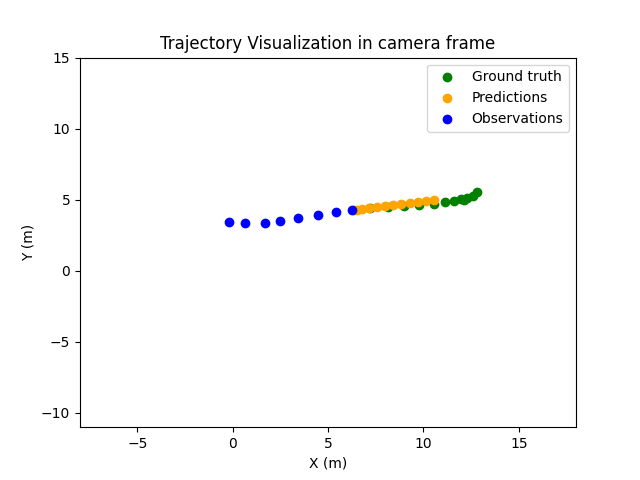 Trajectory Visualization in camera frame
Ground truth
Predictions
Observations
15
10
5
0
−5
−10
Y (m)
−5
0
5
10
15
X (m)